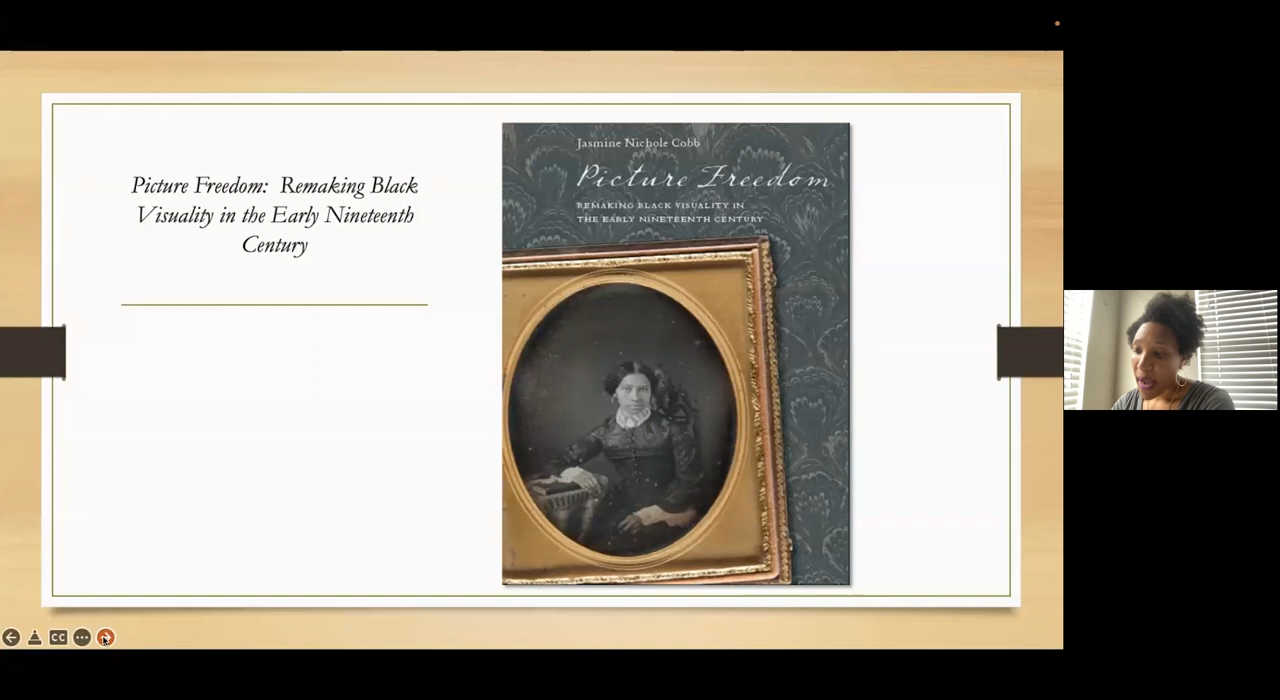 Picture Freedom: Remaking Black
Visuality in the Early Nineteenth
Century
Jasmine Nichole Cobb
Picture Freedom
REMAKING BLACK VISUALITY IN
THE EARLY NINETEENTH CENTURY
CC